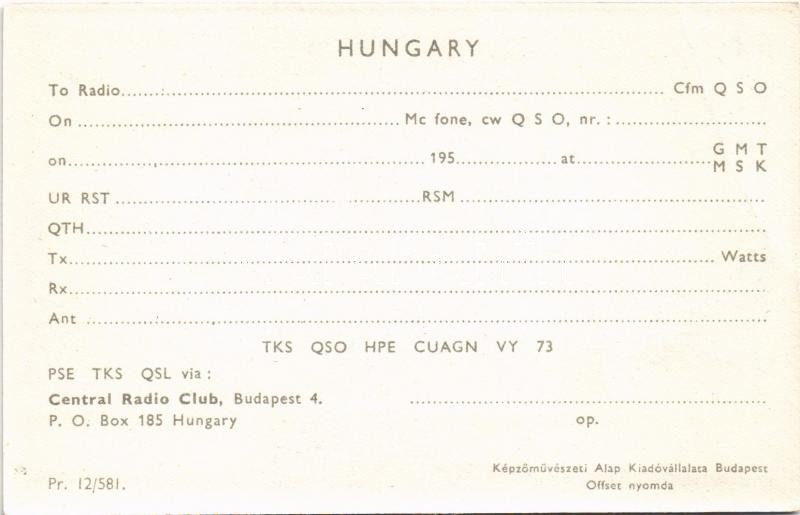 HUNGARY
To Radio........................ Cfm Q S O
On ........................ Mc fone, cw Q S O, nr. : ........................
on........................ 195............ at............ G M T
M S K
UR RST ........................ RSM ........................
QTH........................
Tx........................ Watts
Rx........................
Ant ........................
TKS QSO HPE CUAGN VY 73
PSE TKS QSL via :
Central Radio Club, Budapest 4. ........................
P. O. Box 185 Hungary op.
Képzőművészeti Alap Kiadóvállalata Budapest
Pr. 12/581. Offset nyomda